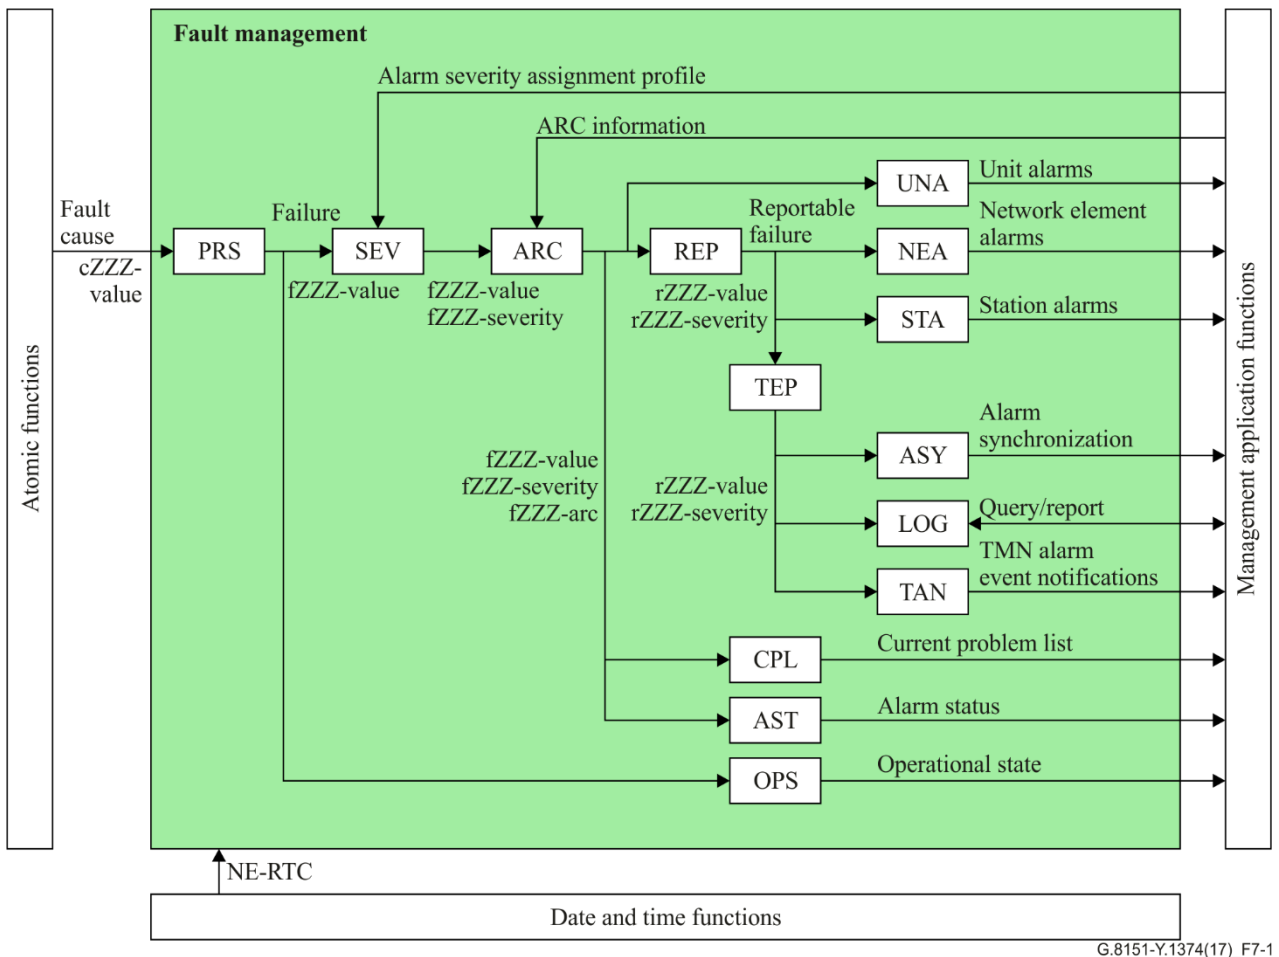 Fault management
Alarm severity assignment profile
ARC information
UNA
Unit alarms
Fault
cause
cZZZ-
value
PRS
Failure
fZZZ-value
SEV
fZZZ-value
fZZZ-severity
ARC
REP
Reportable
failure
rZZZ-value
rZZZ-severity
NEA
Network element
alarms
STA
Station alarms
TEP
fZZZ-value
fZZZ-severity
fZZZ-arc
rZZZ-value
rZZZ-severity
ASY
Alarm
synchronization
LOG
Query/report
TAN
TMN alarm
event notifications
CPL
Current problem list
AST
Alarm status
OPS
Operational state
Atomic functions
Management application functions
NE-RTC
Date and time functions
G.8151-Y.1374(17) F7-1